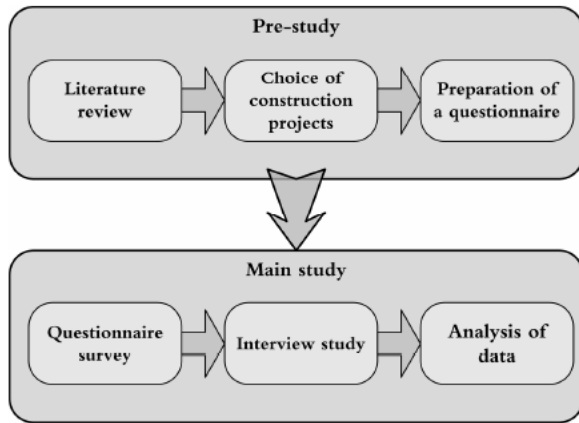 Pre-study
Literature
review
Choice of
construction
projects
Preparation of
a questionnaire
Main study
Questionnaire
survey
Interview study
Analysis of
data